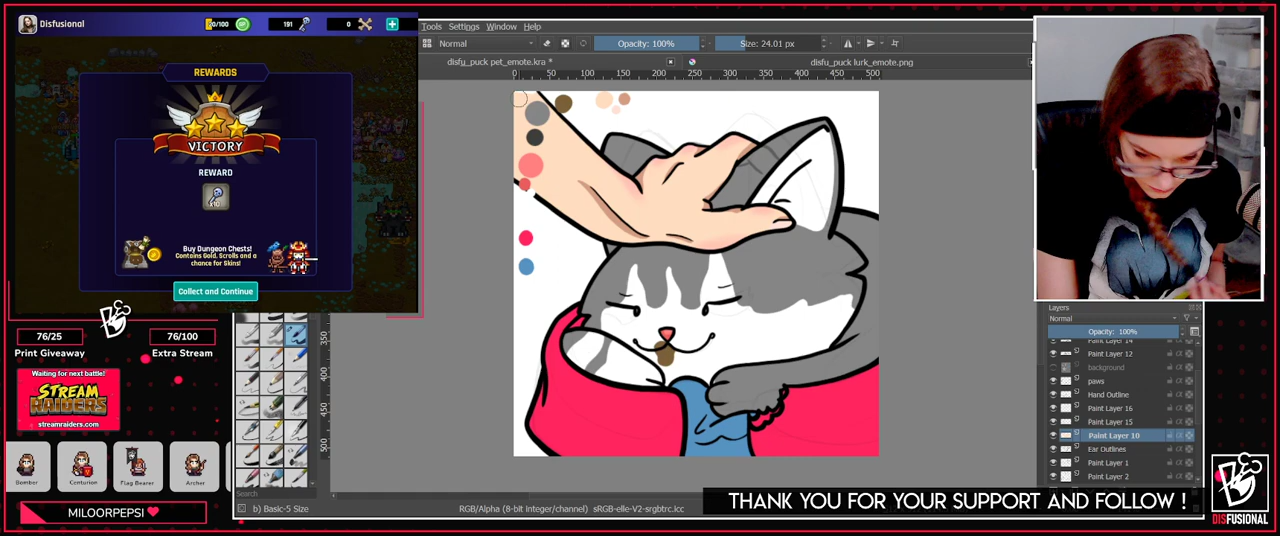 Disfusional
0/100
191
0
REWARDS
VICTORY
REWARD
x10
Buy Dungeon Chests!
Contains Gold, Scrolls and a
chance for Skins!
Collect and Continue
76/25
76/100
Print Giveaway
Extra Stream
Waiting for next battle!
STREAM
RAIDERS
streamraiders.com
Bomber
Centurion
Flag Bearer
Archer
MILOORPEPSI
Tools Settings Window Help
Normal
Opacity: 100%
Size: 24.01 px
disfy_puck pet_emote.kra *
disfu_puck lurk_emote.png
0 50 100 150 200 250 300 350 400 450 500
350
400
450
500
Search
b) Basic-5 Size
RGB/Alpha (8-bit integer/channel) sRGB-elle-V2-srgbtrc.icc
Layers
Normal
Opacity: 100%
Paint Layer 14
Paint Layer 12
background
paws
Hand Outline
Paint Layer 16
Paint Layer 15
Paint Layer 10
Ear Outlines
Paint Layer 1
Paint Layer 2
THANK YOU FOR YOUR SUPPORT AND FOLLOW !
DISFUSIONAL